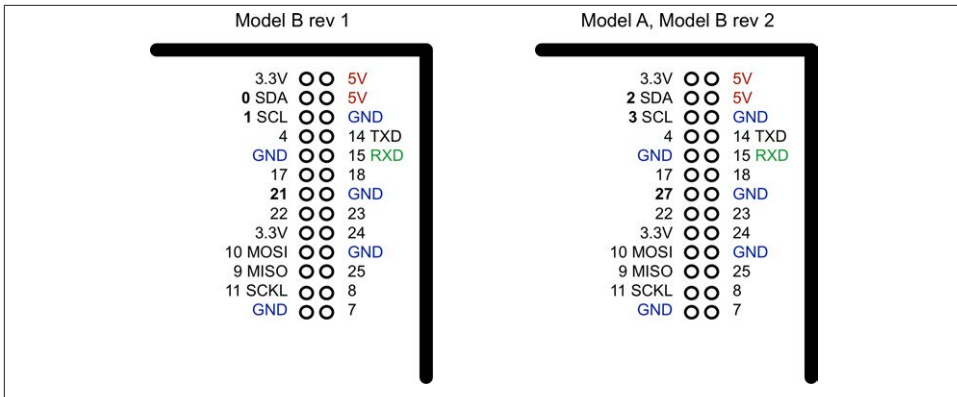 Model B rev 1
3.3V 5V
0 SDA 5V
1 SCL GND
4 14 TXD
GND 15 RXD
17 18
21 GND
22 23
3.3V 24
10 MOSI GND
9 MISO 25
11 SCKL 8
GND 7
Model A, Model B rev 2
3.3V 5V
2 SDA 5V
3 SCL GND
4 14 TXD
GND 15 RXD
17 18
27 GND
22 23
3.3V 24
10 MOSI GND
9 MISO 25
11 SCKL 8
GND 7